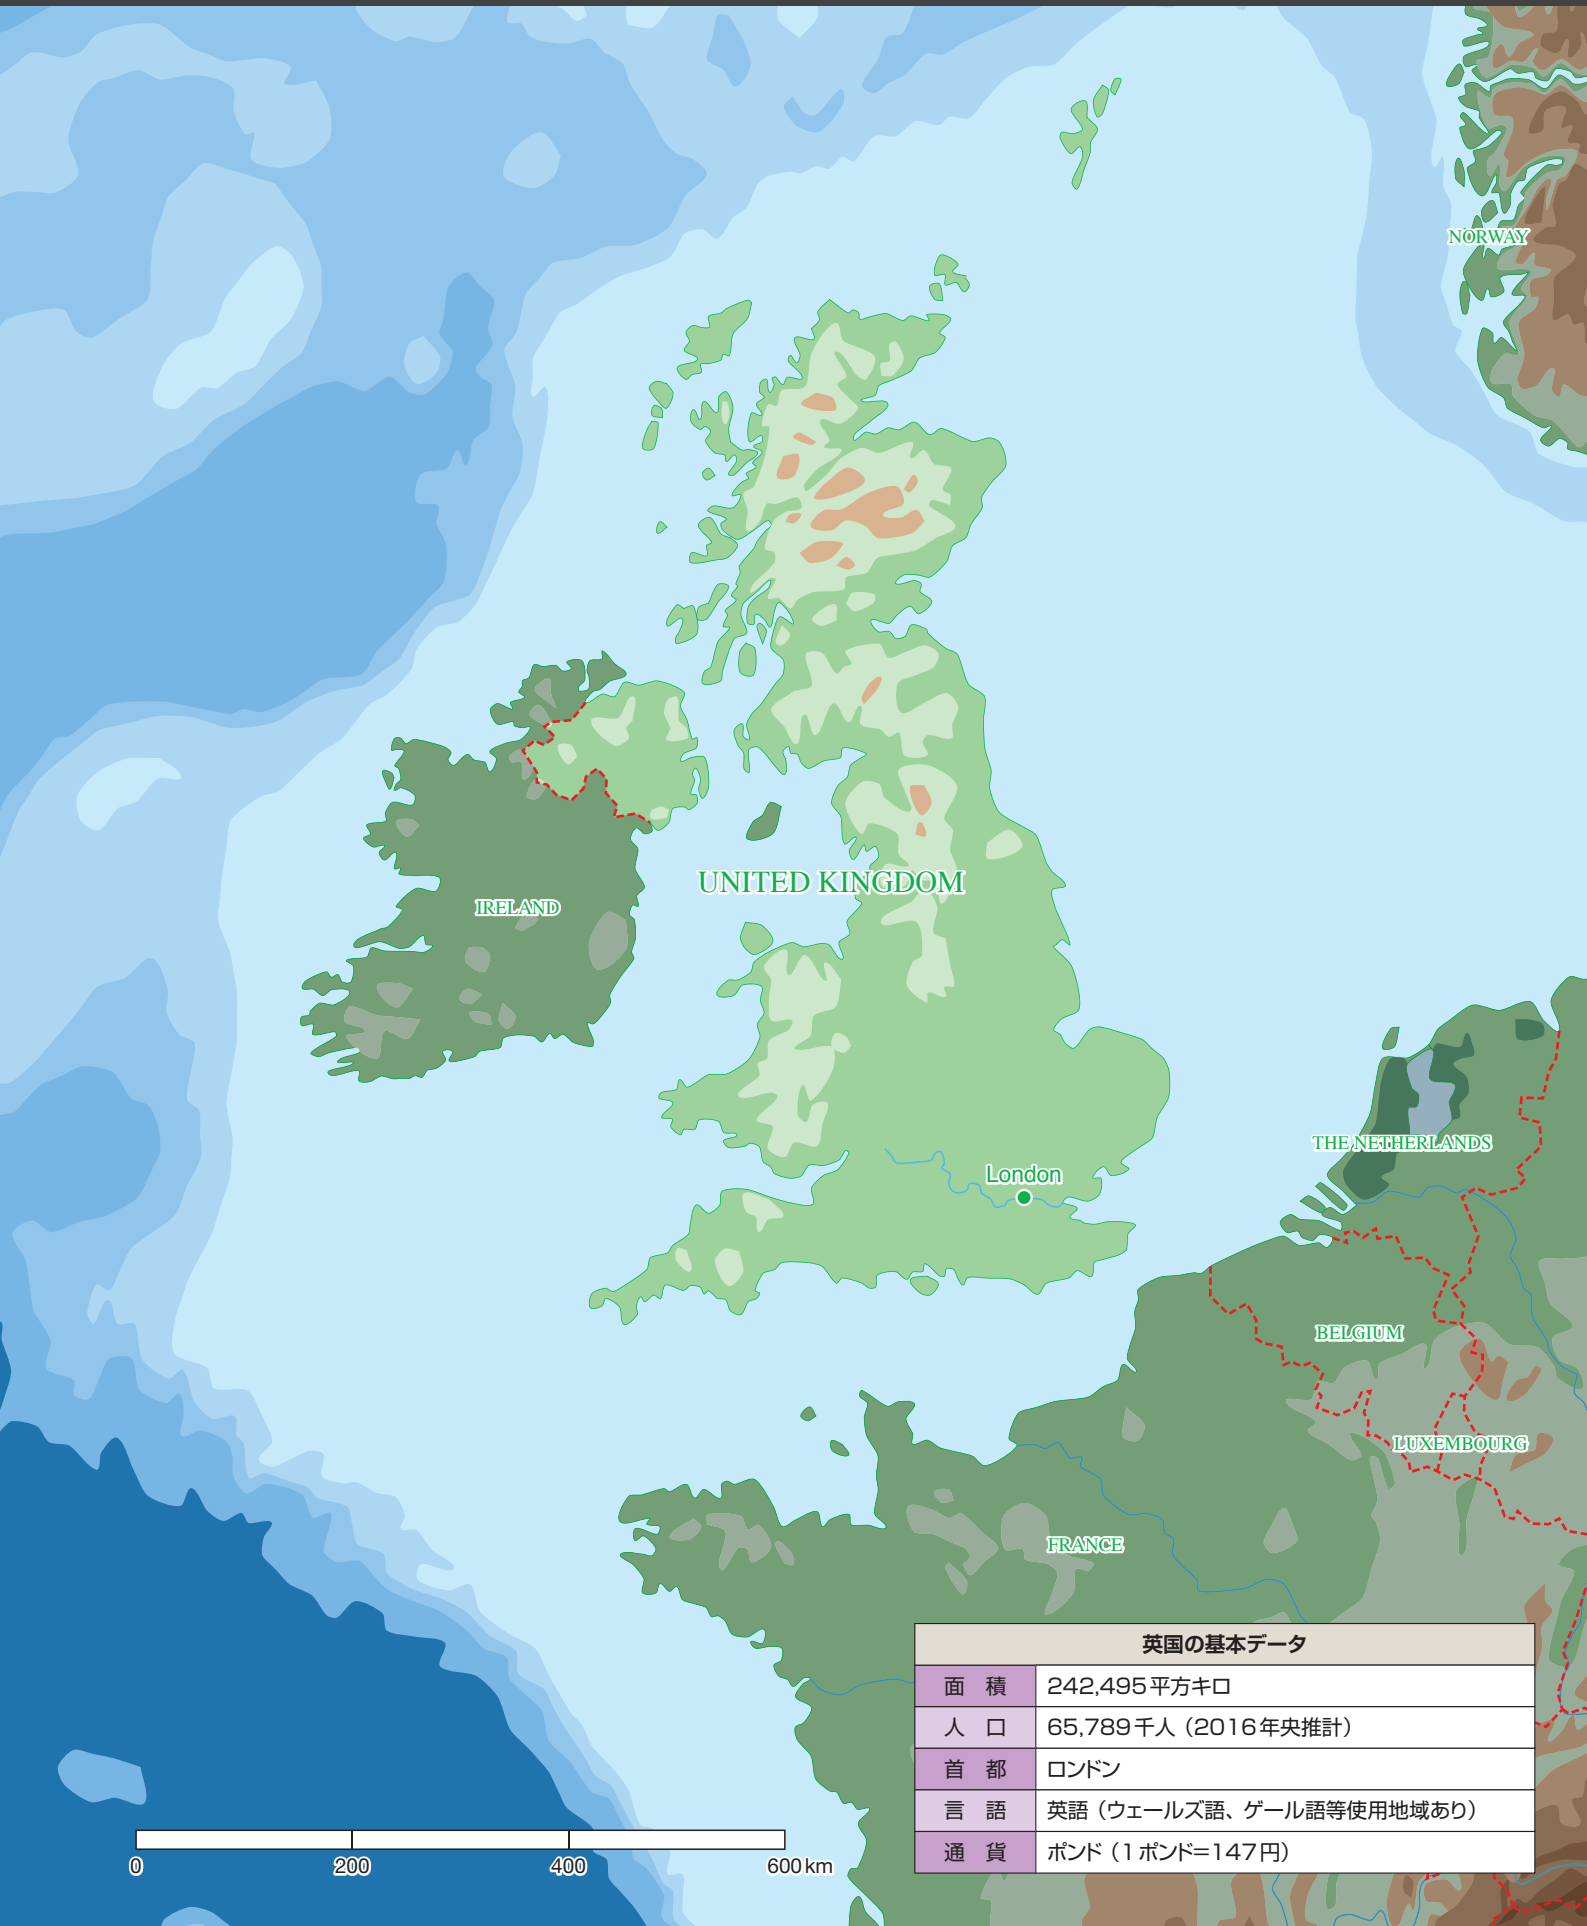 NORWAY
UNITED KINGDOM
IRELAND
THE NETHERLANDS
London
BELGIUM
LUXEMBOURG
FRANCE
英国の基本データ
面 積 242,495平方キロ
人 口 65,789千人（2016年央推計）
首 都 ロンドン
言 語 英語（ウェールズ語、ゲール語等使用地域あり）
通 貨 ポンド（1ポンド=147円）
0 200 400 600km